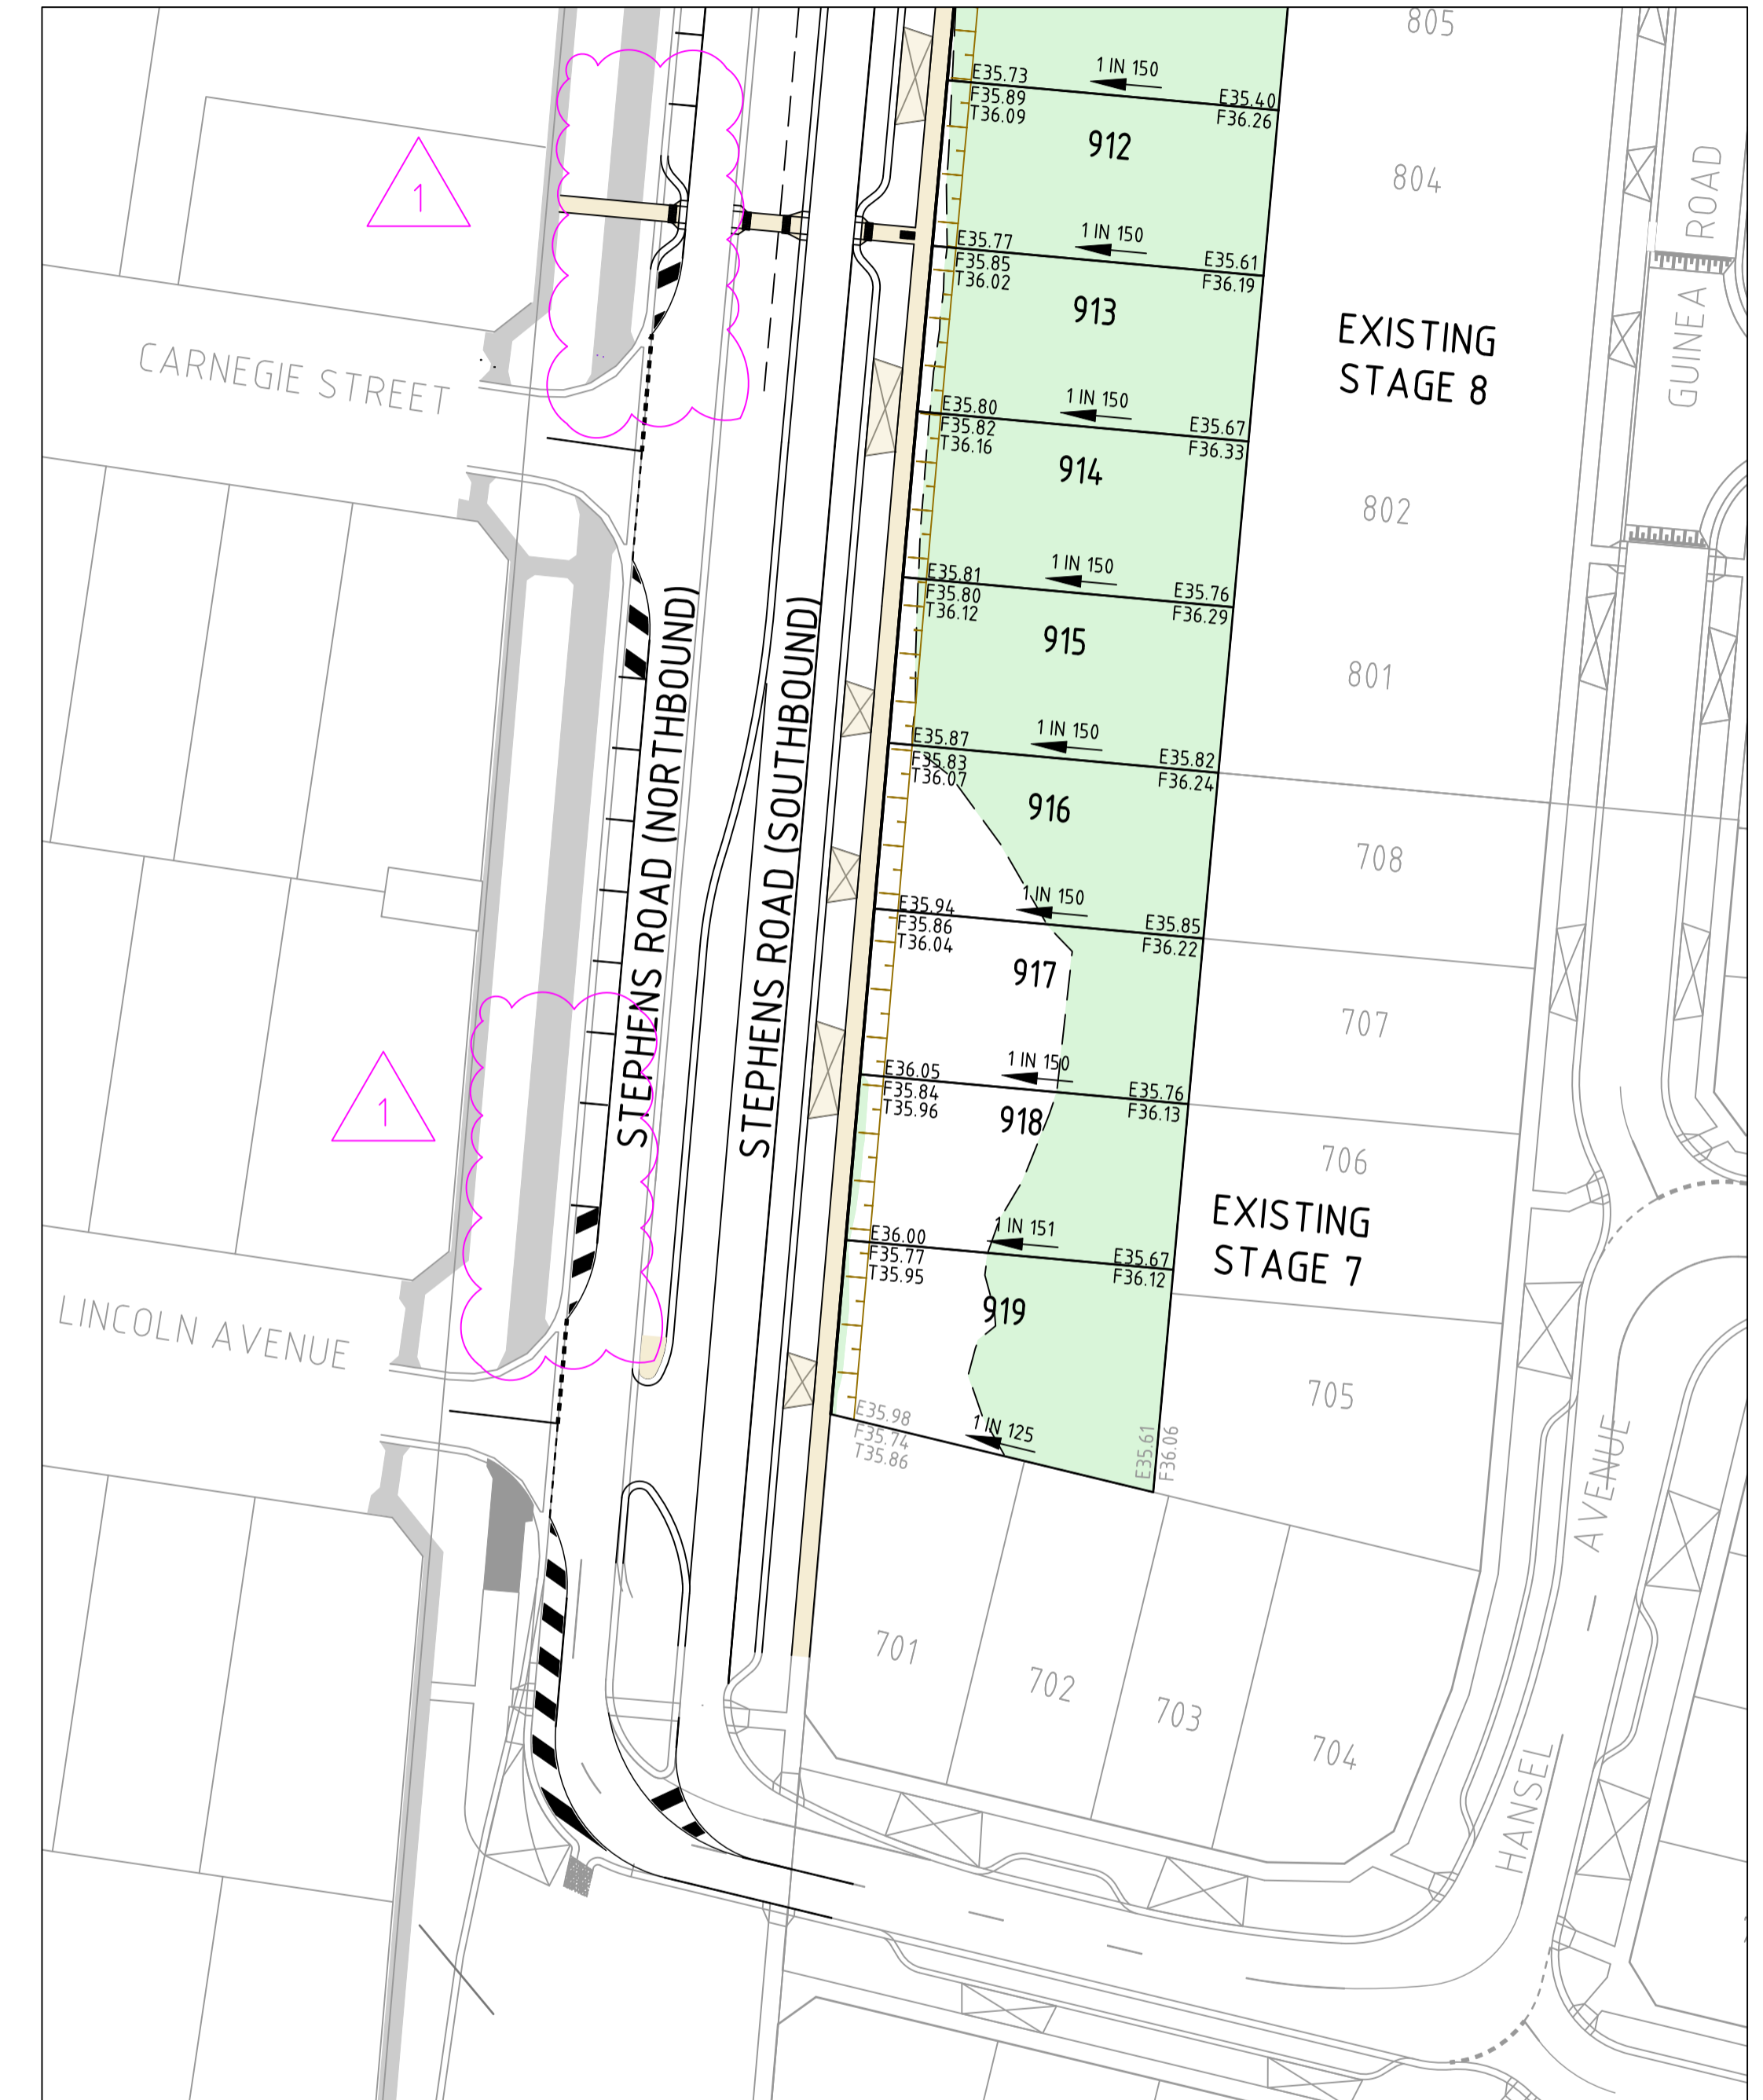 805
1 IN 150
E35.73
F35.89
T36.09
E35.40
F36.26
912
804
GUINEA ROAD
1
1 IN 150
E35.77
F35.85
T36.02
E35.61
F36.19
913
EXISTING
STAGE 8
CARNEGIE STREET
1 IN 150
E35.80
F35.82
T36.16
E35.67
F36.33
914
802
1 IN 150
E35.81
F35.80
T36.12
E35.76
F36.29
915
801
STEPHENS ROAD (NORTHBOUND)
STEPHENS ROAD (SOUTHBOUND)
1 IN 150
E35.87
F35.83
T36.07
E35.82
F36.24
916
708
1 IN 150
E35.94
F35.86
T36.04
E35.85
F36.22
917
707
1
1 IN 150
E36.05
F35.84
T35.96
E35.76
F36.13
918
706
EXISTING
STAGE 7
1 IN 151
E36.00
F35.77
T35.95
E35.67
F36.12
919
LINCOLN AVENUE
705
1 IN 125
E35.98
F35.74
T35.86
E35.61
F36.06
HANSEL AVENUE
701
702
703
704